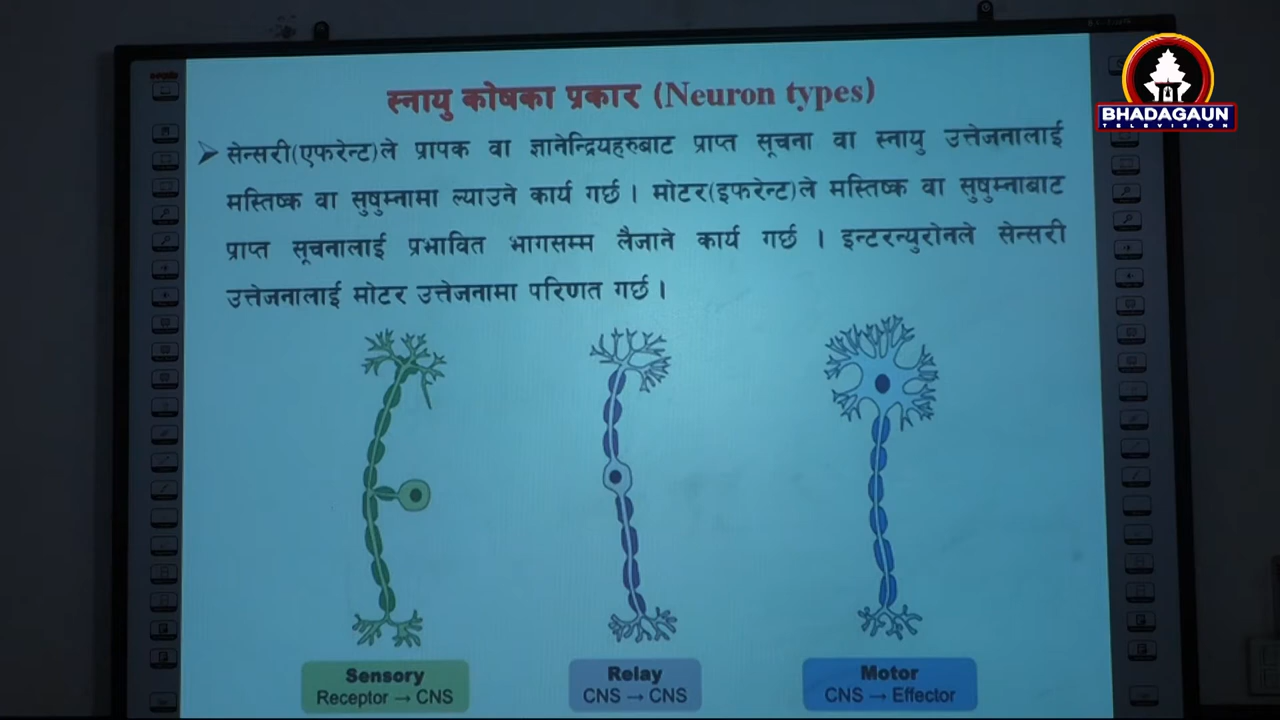 स्नायु कोषका प्रकार (Neuron types)
BHADAGAUN
TELEVISION
सेन्सरी(एफरेन्ट)ले प्रापक वा ज्ञानेन्द्रियहरुबाट प्राप्त सूचना वा स्नायु उत्तेजनालाई
मस्तिष्क वा सुषुम्नामा ल्याउने कार्य गर्छ । मोटर(इफरेन्ट)ले मस्तिष्क वा सुषुम्नाबाट
प्राप्त सूचनालाई प्रभावित भागसम्म लैजाने कार्य गर्छ । इन्टरन्युरोनले सेन्सरी
उत्तेजनालाई मोटर उत्तेजनामा परिणत गर्छ ।
Sensory
Receptor → CNS
Relay
CNS → CNS
Motor
CNS → Effector